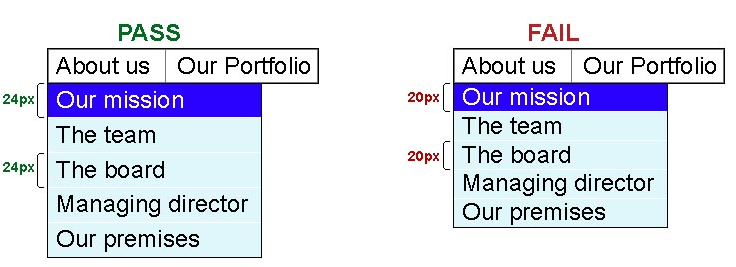 PASS
About us
Our Portfolio
24px
Our mission
The team
24px
The board
Managing director
Our premises
FAIL
About us
Our Portfolio
20px
Our mission
The team
20px
The board
Managing director
Our premises